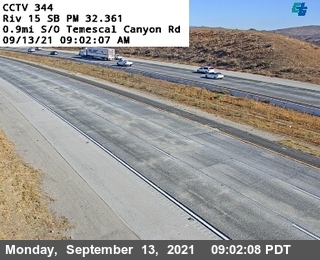 CCTV 344
Riv 15 SB PM 32.361
0.9mi S/O Temescal Canyon Rd
09/13/21 09:02:07 AM
Monday, September 13, 2021 09:02:08 PDT